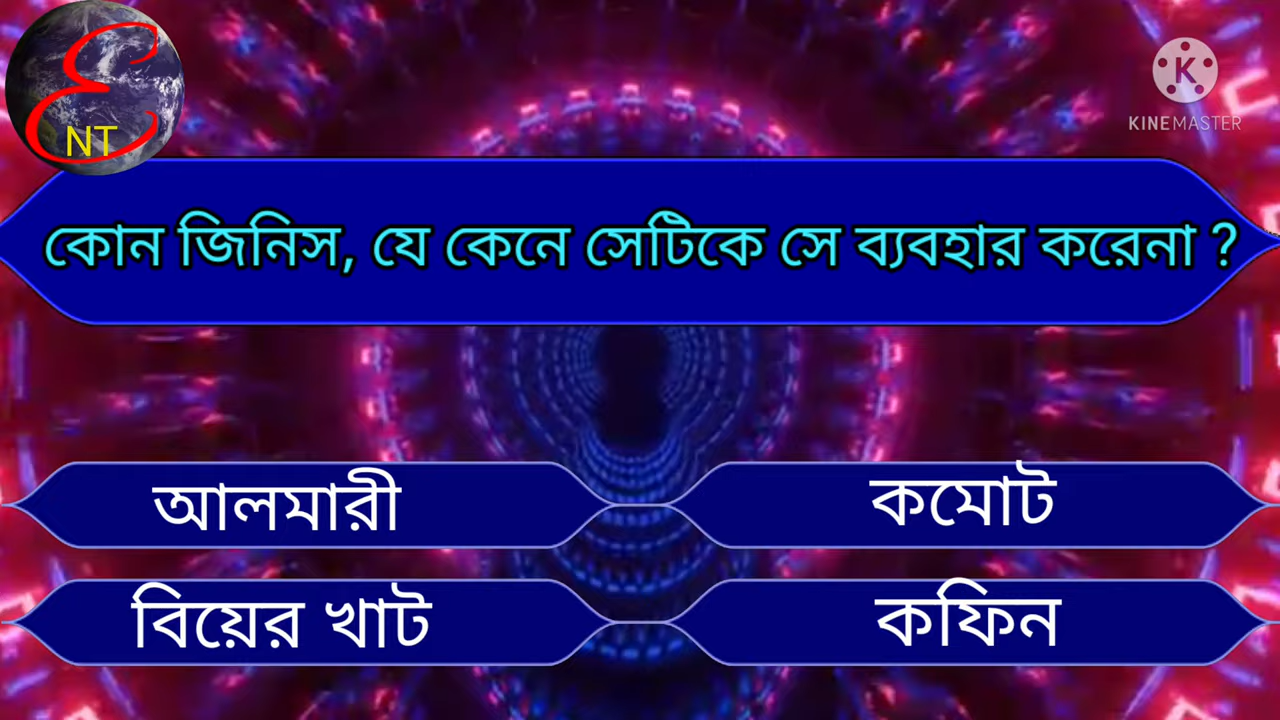 ε
NT
KINEMASTER
কোন জিনিস, যে কেনে সেটিকে সে ব্যবহার করেনা ?
আলমারী
কমোট
বিয়ের খাট
কফিন